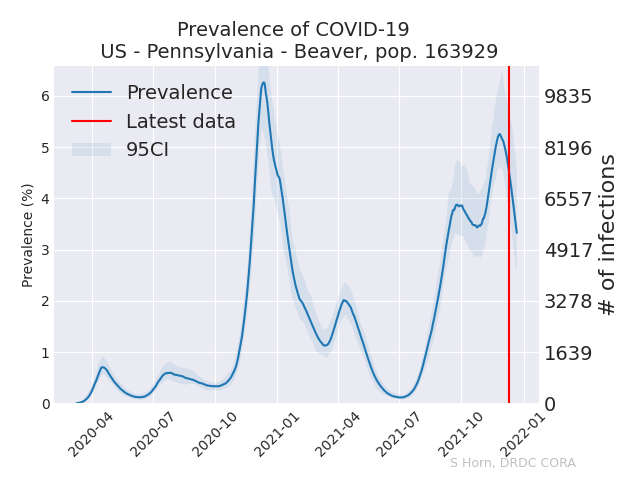 Prevalence of COVID-19
US - Pennsylvania - Beaver, pop. 163929
Prevalence
Latest data
95CI
Prevalence (%)
6
5
4
3
2
1
0
9835
8196
6557
4917
3278
1639
0
# of infections
2020-04
2020-07
2020-10
2021-01
2021-04
2021-07
2021-10
2022-01
S Horn, DRDC CORA